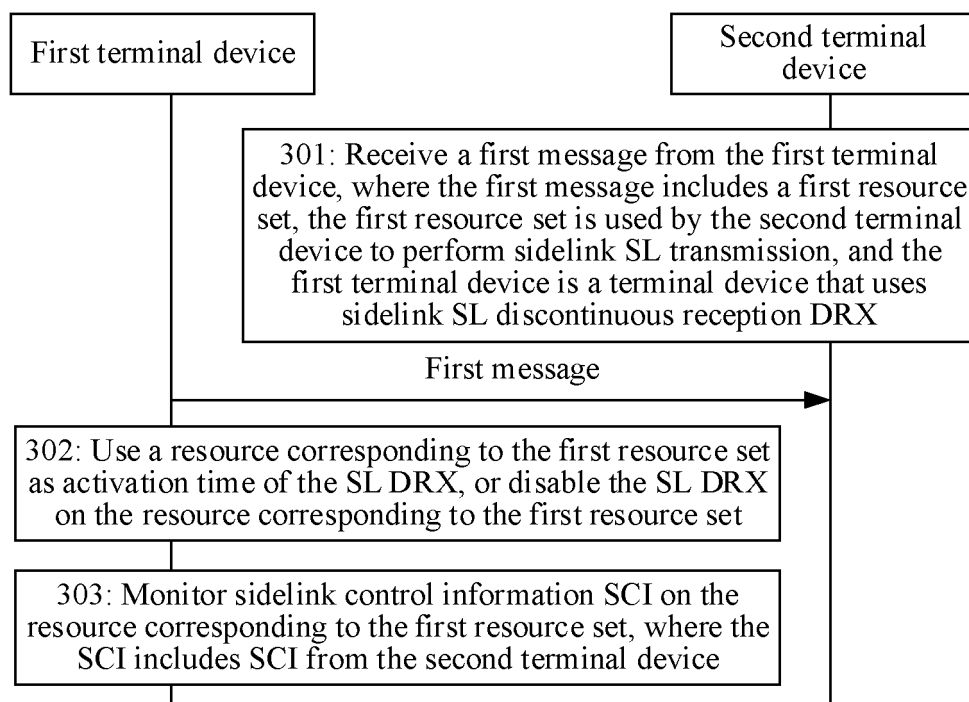 First terminal device
Second terminal
device
301: Receive a first message from the first terminal
device, where the first message includes a first resource
set, the first resource set is used by the second terminal
device to perform sidelink SL transmission, and the
first terminal device is a terminal device that uses
sidelink SL discontinuous reception DRX
First message
302: Use a resource corresponding to the first resource set
as activation time of the SL DRX, or disable the SL DRX
on the resource corresponding to the first resource set
303: Monitor sidelink control information SCI on the
resource corresponding to the first resource set, where the
SCI includes SCI from the second terminal device